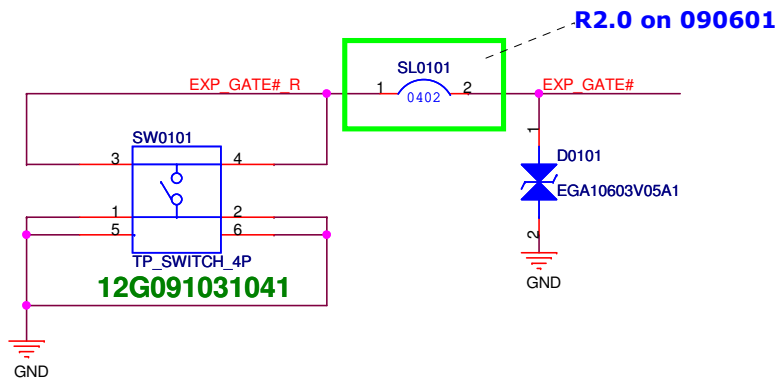 R2.0 on 090601
SL0101
EXP_GATE#_R
1
2
EXP_GATE#
0402
SW0101
1
3
4
D0101
EGA10603V05A1
1
2
5
6
2
TP_SWITCH_4P
12G091031041
GND
GND